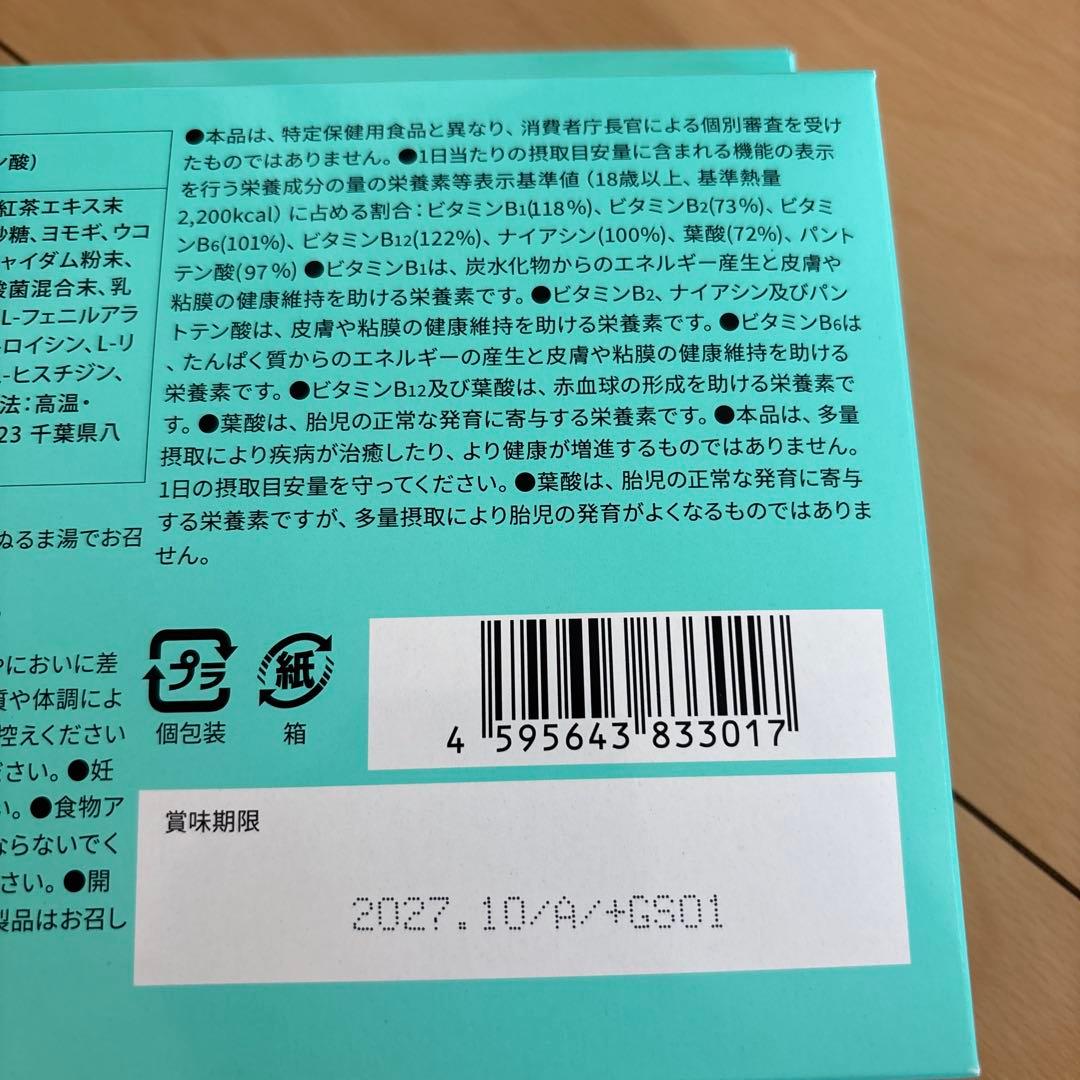 ン酸)
紅茶エキス末
砂糖、ヨモギ、ウコ
ャイダム粉末、
酸菌混合末、乳
L-フェニルアラ
ロイシン、L-リ
-ヒスチジン、
法:高温・
23 千葉県八
ぬるま湯でお召
●本品は、特定保健用食品と異なり、消費者庁長官による個別審査を受け
たものではありません。●1日当たりの摂取目安量に含まれる機能の表示
を行う栄養成分の量の栄養素等表示基準値(18歳以上、基準熱量
2,200kcal)に占める割合:ビタミンB1(118%)、ビタミンB2(73%)、ビタミ
ンB6(101%)、ビタミンB12(122%)、ナイアシン(100%)、葉酸(72%)、パント
テン酸(97%)●ビタミンB1は、炭水化物からのエネルギー産生と皮膚や
粘膜の健康維持を助ける栄養素です。●ビタミンB2、ナイアシン及びパン
トテン酸は、皮膚や粘膜の健康維持を助ける栄養素です。●ビタミンB6は
、たんぱく質からのエネルギーの産生と皮膚や粘膜の健康維持を助ける
栄養素です。●ビタミンB12及び葉酸は、赤血球の形成を助ける栄養素で
す。●葉酸は、胎児の正常な発育に寄与する栄養素です。●本品は、多量
摂取により疾病が治癒したり、より健康が増進するものではありません。
1日の摂取目安量を守ってください。●葉酸は、胎児の正常な発育に寄与
する栄養素ですが、多量摂取により胎児の発育がよくなるものではありま
せん。
やにおいに差
質や体調によ
控えください
ださい。●妊
い。●食物ア
ならないでく
さい。●開
製品はお召し
プラ
個包装
紙
箱
4 595643 833017
賞味期限
2027.10/A/+GS01